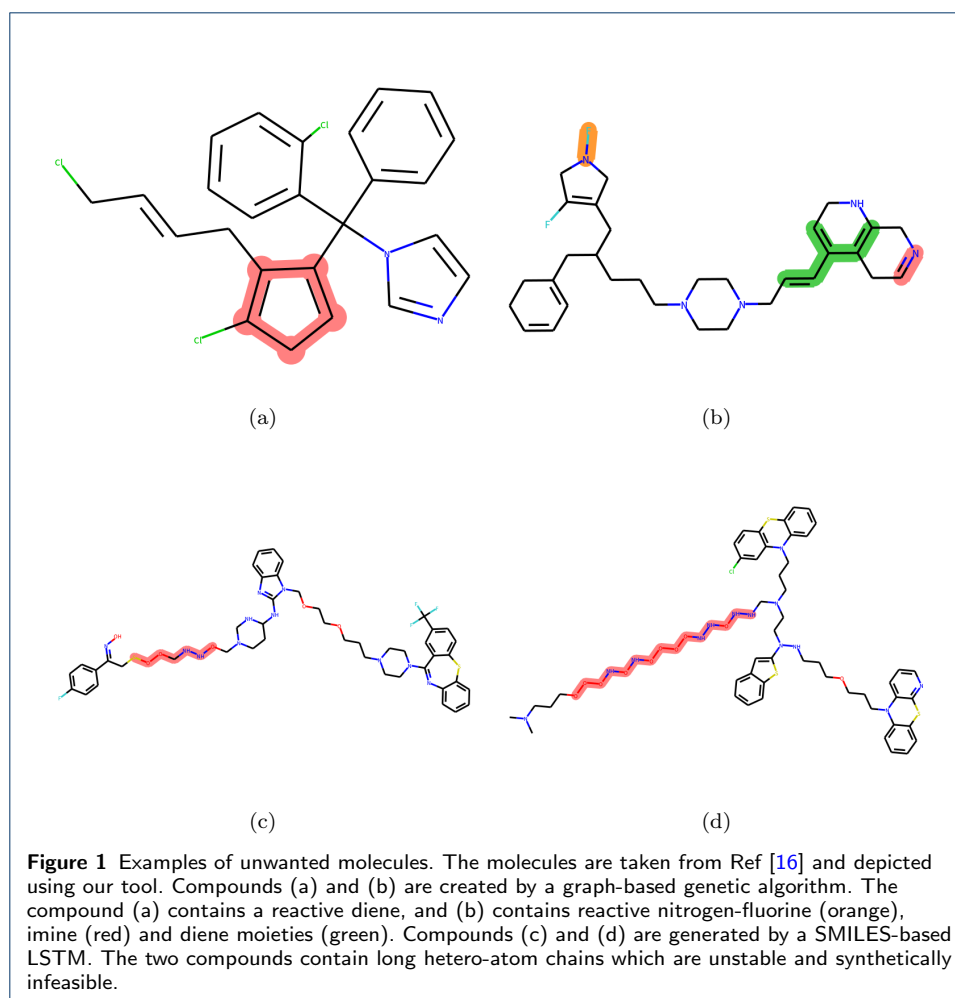 Cl
Cl
N
N
Cl
(a)
F
N
F
NH
N
N
N
(b)
(c)
(d)
Figure 1 Examples of unwanted molecules. The molecules are taken from Ref [16] and depicted
using our tool. Compounds (a) and (b) are created by a graph-based genetic algorithm. The
compound (a) contains a reactive diene, and (b) contains reactive nitrogen-fluorine (orange),
imine (red) and diene moieties (green). Compounds (c) and (d) are generated by a SMILES-based
LSTM. The two compounds contain long hetero-atom chains which are unstable and synthetically
infeasible.